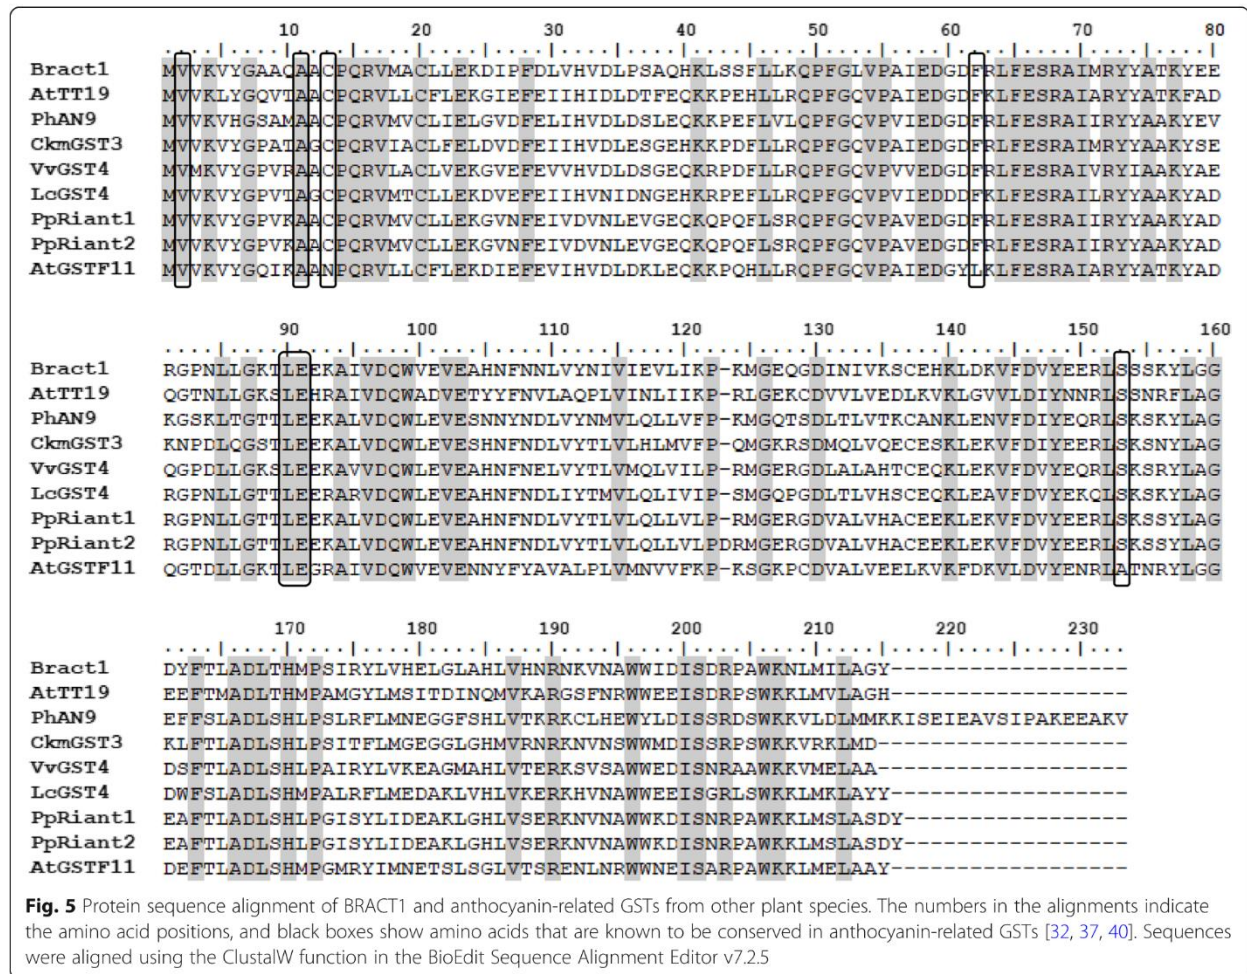 10 20 30 40 50 60 70 80
....|....|....|....|....|....|....|....|....|....|....|....|....|....|....|....|
Bract1 MVVKVYGAAQAACPQRVMACLLEKDIPFDLVHVDLPSAQHKLSSFLLKQPFGLVPAIEDGDFRLFESRAIMRYYATKYEE
AtTT19 MVVKLYGQVTAACPQRVLLCFLEKGIEFEIIHIDLDTFEQKKPEHLLRQPFGQVPAIEDGDFKLFESRAIARYYATKFAD
PhAN9 MVVKVHGSAMAACPQRVMVCLIELGVDFELIHVDLDSLEQKKPEFLVLQPFGQVPVIEDGDFRLFESRAIIRYYAAKYEV
CkmGST3 MVVKVYGPATAGCPQRVIACLFELDVDFEIIHVDLESGEHKKPDFLLRQPFGQVPVIEDGDFRLFESRAIIRYYAAKYSE
VvGST4 MVMKVYGPVRAACPQRVLACLVEKGVEFEVVHVDLDSGEQKRPDFLLRQPFGQVPVVEDGDFRLFESRAIVRYIAAKYAE
LcGST4 MVVKVYGPVTAGCPQRVMTCLLEKDVEFEIIHVNIDNGEHKRPEFLLRQPFGQVPAIEDGDFKLFESRAIIRYYAAKYAD
PpRiant1 MVVKVYGPVKAACPQRVMVCLLEKGVNFEIVDVNLEVGEQKQPQFLSRQPFGQVPAVEDGDFRLFESRAIIRYYAAKYAD
PpRiant2 MVVKVYGPVKAACPQRVMVCLLEKGVNFEIVDVNLEVGEQKQPQFLSRQPFGQVPAVEDGDFRLFESRAIIRYYAAKYAD
AtGSTF11 MVVKVYGQIKAANPQRVLLCFLEKDIEFEVIHVDLDKLEQKKPQHLLRQPFGQVPAIEDGYLKLFESRAIARYYATKYAD
90 100 110 120 130 140 150 160
....|....|....|....|....|....|....|....|....|....|....|....|....|....|....|....|
Bract1 RGPNLLGKTLEEKAIVDQWVEVEAHNFNNLVYNIVIEVLIKP-KMGEQGDINIVKSCEHKLDKVFDVYEERLSSSKYLGG
AtTT19 QGTNLLGKSLEHRAIVDQWADVETYYFNVLAQPLVINLIIKP-RLGEKCDVVLVEDLKVKLGVVLDIYNNRLSSNRFLAG
PhAN9 KGSKLTGTTLEEKALVDQWLEVESNNYNDLVYNMVLQLLVFP-KMGQTSDLTLVTKCANKLENVFDIYEQRLSKSKYLAG
CkmGST3 KNPDLQGSTLEEKALVDQWLEVESHNFNDLVYTLVLHLMVFP-QMGKRSDMQLVQECESKLEKVFDIYEERLSKSNYLAG
VvGST4 QGPDLLGKSLEEKAVVDQWLEVEAHNFNELVYTLVMQLVILP-RMGERGDLALAHTCEQKLEKVFDVYEQRLSKSRYLAG
LcGST4 RGPNLLGTTLEERARVDQWLEVEAHNFNDLIYTMVLQLIVIP-SMGQPGDLTLVHSCEQKLEAVFDVYEKQLSKSKYLAG
PpRiant1 RGPNLLGTTLEEKALVDQWLEVEAHNFNDLVYTLVLQLLVLP-RMGERGDVALVHACEEKLEKVFDVYEERLSKSSYLAG
PpRiant2 RGPNLLGTTLEEKALVDQWLEVEAHNFNDLVYTLVLQLLVLPDRMGERGDVALVHACEEKLEKVFDVYEERLSKSSYLAG
AtGSTF11 QGTDLLGKTLEGRAIVDQWVEVENNYFYAVALPLVMNVVFKP-KSGKPCDVALVEELKVKFDKVLDVYENRLATNRYLGG
170 180 190 200 210 220 230
....|....|....|....|....|....|....|....|....|....|....|....|....|....|...
Bract1 DYFTLADLTHMPSIRYLVHELGLAHLVHNRNKVNAWWIDISDRPAWKNLMILAGY------------------
AtTT19 EEFTMADLTHMPAMGYLMSITDINQMVKARGSFNRWWEEISDRPSWKKLMVLAGH------------------
PhAN9 EFFSLADLSHLPSLRFLMNEGGFSHLVTKRKCLHEWYLDISSRDSWKKVLDLMMKKISEIEAVSIPAKEEAKV
CkmGST3 KLFTLADLSHLPSITFLMGEGGLGHMVRNRKNVNSWWMDISSRPSWKKVRKLMD-------------------
VvGST4 DSFTLADLSHLPAIRYLVKEAGMAHLVTERKSVSAWWEDISNRAAWKKVMELAA-------------------
LcGST4 DWFSLADLSHMPALRFLMEDAKLVHLVKERKHVNAWWEEISGRLSWKKLMKLAYY------------------
PpRiant1 EAFTLADLSHLPGISYLIDEAKLGHLVSERKNVNAWWKDISNRPAWKKLMSLASDY-----------------
PpRiant2 EAFTLADLSHLPGISYLIDEAKLGHLVSERKNVNAWWKDISNRPAWKKLMSLASDY-----------------
AtGSTF11 DEFTLADLSHMPGMRYIMNETSLSGLVTSRENLNRWWNEISARPAWKKLMELAAY------------------
Fig. 5 Protein sequence alignment of BRACT1 and anthocyanin-related GSTs from other plant species. The numbers in the alignments indicate
the amino acid positions, and black boxes show amino acids that are known to be conserved in anthocyanin-related GSTs [32, 37, 40]. Sequences
were aligned using the ClustalW function in the BioEdit Sequence Alignment Editor v7.2.5